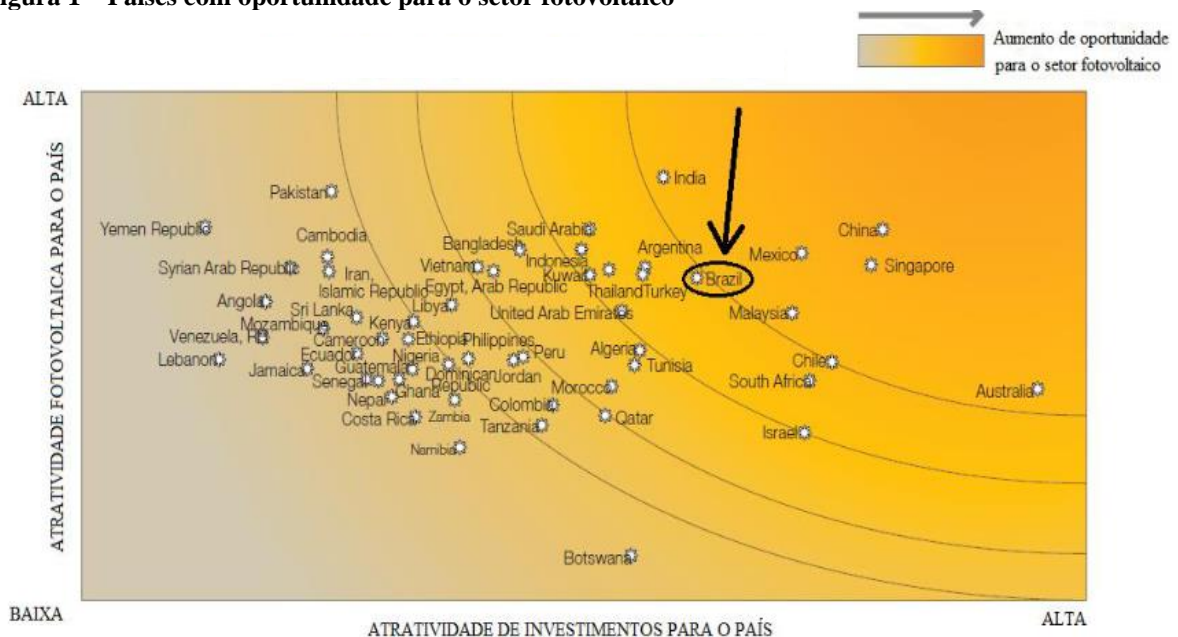 Figura 1 – Países com oportunidade para o setor fotovoltaico
Aumento de oportunidade
para o setor fotovoltaico
ALTA
ATRATIVIDADE FOTOVOLTAICA PARA O PAÍS
India
Pakistan
Yemen Republic
Saudi Arabia
China
Cambodia
Bangladesh
Argentina
Mexico
Indonesia
Syrian Arab Republic
Iran,
Islamic Republic
Vietnam
Kuwait
Brazil
Singapore
Egypt, Arab Republic
Thailand
Turkey
Angola
Libya
Sri Lanka
United Arab Emirates
Malaysia
Mozambique
Kenya
Venezuela, RB
Cameroon
Ethiopia
Philippines
Lebanon
Ecuador
Nigeria
Peru
Algeria
Tunisia
Chile
Jamaica
Guatemala
Dominican
Republic
Jordan
Senegal
Ghana
Morocco
South Africa
Australia
Nepal
Zambia
Colombia
Costa Rica
Tanzania
Qatar
Israel
Namibia
Botswana
BAIXA
ALTA
ATRATIVIDADE DE INVESTIMENTOS PARA O PAÍS